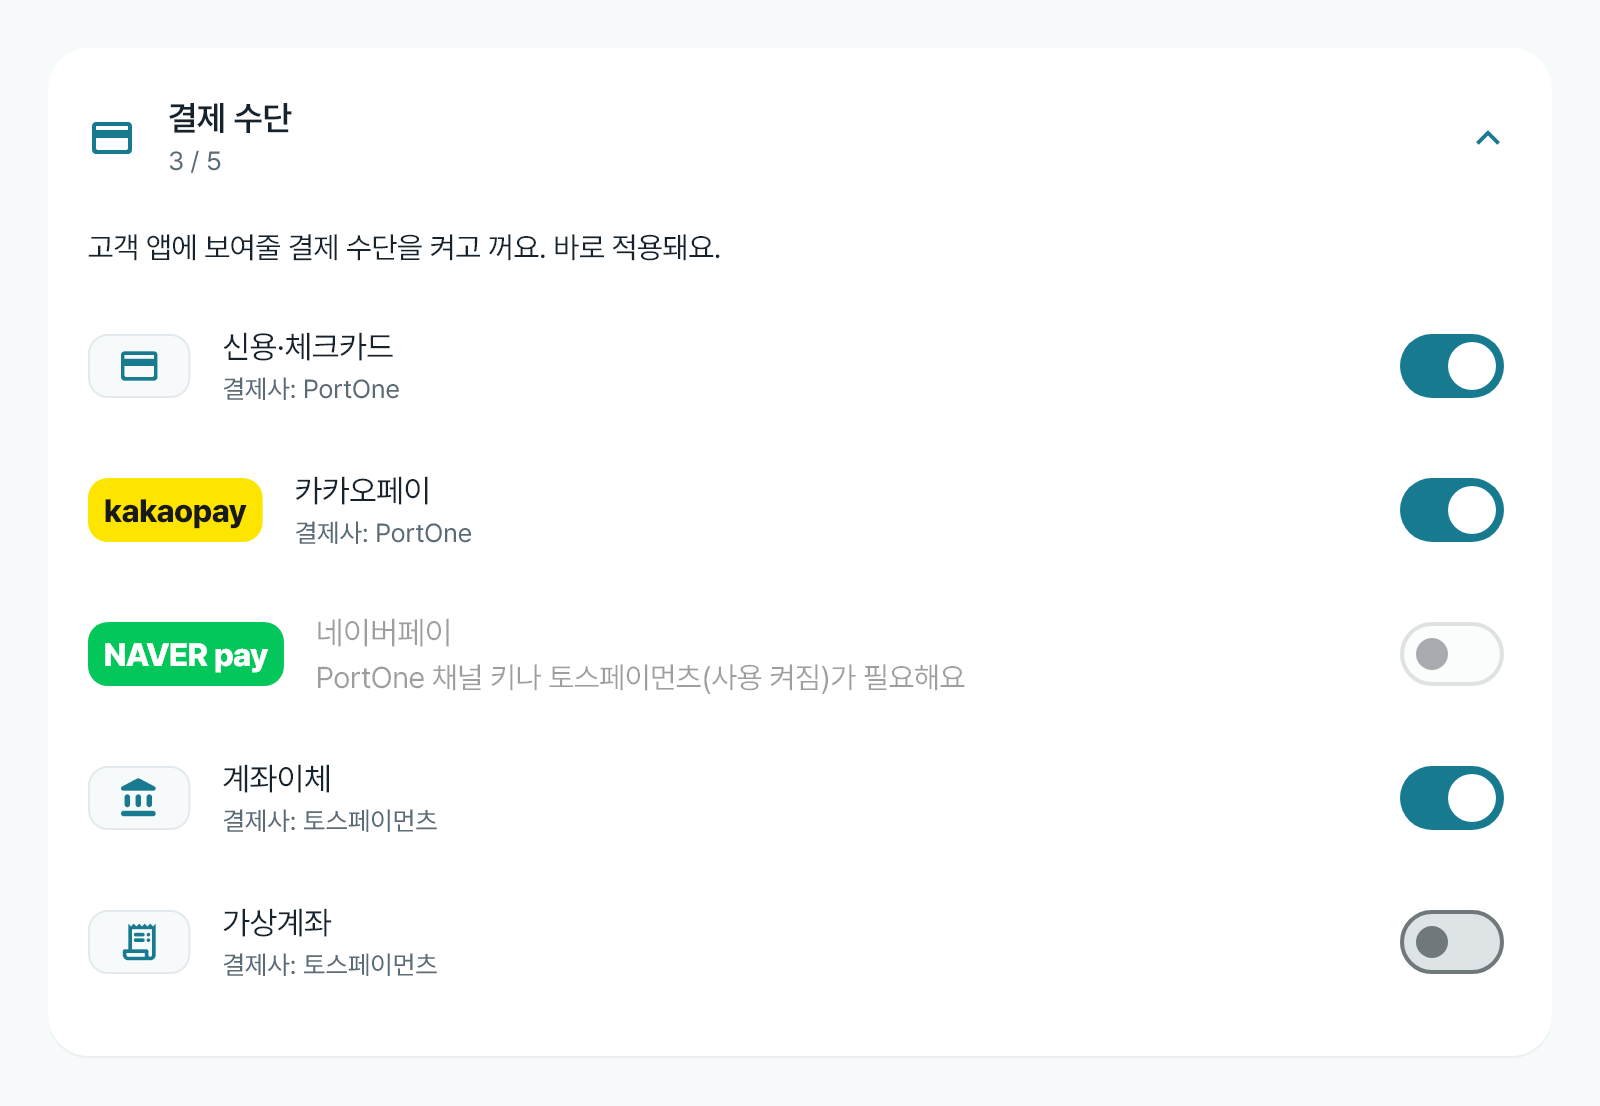 결제 수단
3 / 5
고객 앱에 보여줄 결제 수단을 켜고 꺼요. 바로 적용돼요.
신용·체크카드
결제사: PortOne
kakaopay
카카오페이
결제사: PortOne
NAVER pay
네이버페이
PortOne 채널 키나 토스페이먼츠(사용 켜짐)가 필요해요
계좌이체
결제사: 토스페이먼츠
가상계좌
결제사: 토스페이먼츠